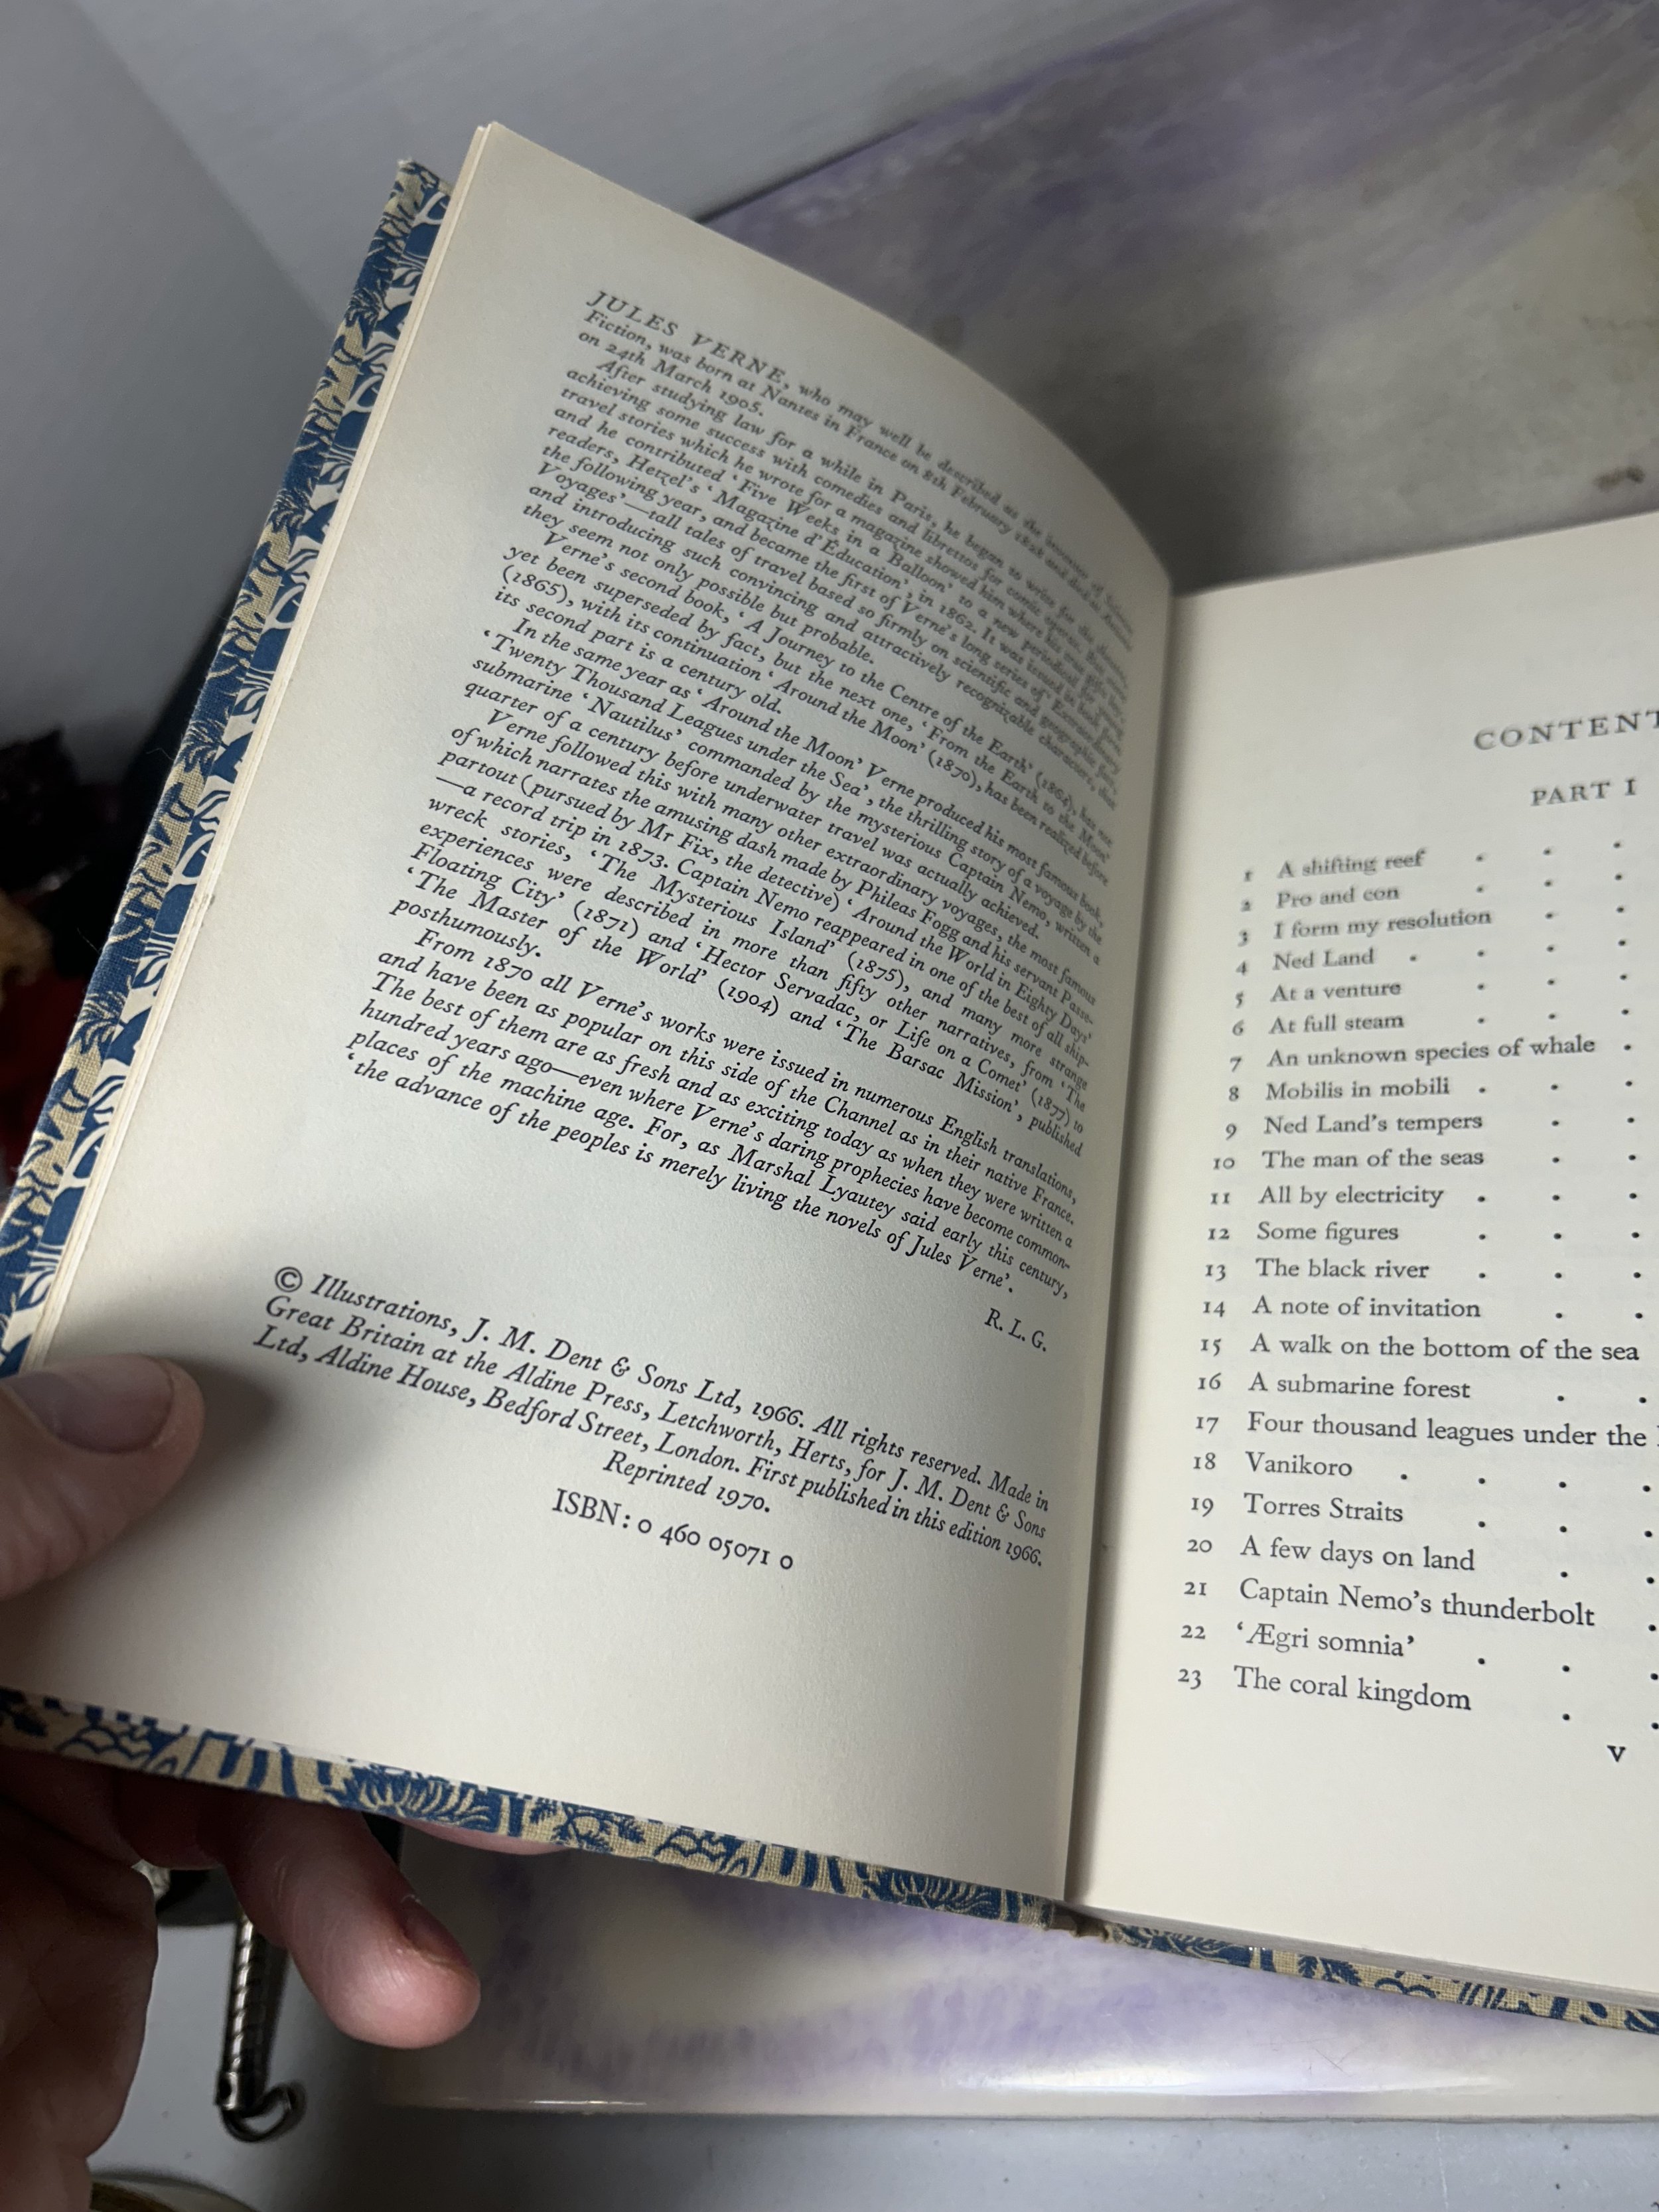 JULES VERNE, who may well be described as the inventor of Science
Fiction, was born at Nantes in France on 8th February 1828 and died at Amiens
on 24th March 1905.
After studying law for a while in Paris, he began to write for the theatre,
achieving some success with comedies and librettos for comic operas. But some
travel stories which he wrote for a magazine showed him where his true gifts lay,
and he contributed 'Five Weeks in a Balloon' to a new periodical for young
readers, Hetzel's 'Magazine d'Éducation', in 1862. It was issued in book form
the following year, and became the first of Verne's long series of 'Extraordinary
Voyages'—tall tales of travel based so firmly on scientific and geographic fact,
and introducing such convincing and attractively recognizable characters, that
they seem not only possible but probable.
Verne's second book, 'A Journey to the Centre of the Earth' (1864), has not
yet been superseded by fact, but the next one, 'From the Earth to the Moon'
(1865), with its continuation 'Around the Moon' (1870), has been realized before
its second part is a century old.
In the same year as 'Around the Moon' Verne produced his most famous book,
'Twenty Thousand Leagues under the Sea', the thrilling story of a voyage by the
submarine 'Nautilus' commanded by the mysterious Captain Nemo, written a
quarter of a century before underwater travel was actually achieved.
Verne followed this with many other extraordinary voyages, the most famous
of which narrates the amusing dash made by Phileas Fogg and his servant Passe-
partout (pursued by Mr Fix, the detective) 'Around the World in Eighty Days'
—a record trip in 1873. Captain Nemo reappeared in one of the best of all ship-
wreck stories, 'The Mysterious Island' (1875), and many more strange
experiences were described in more than fifty other narratives, from 'The
Floating City' (1871) and 'Hector Servadac, or Life on a Comet' (1877) to
'The Master of the World' (1904) and 'The Barsac Mission', published
posthumously.
From 1870 all Verne's works were issued in numerous English translations,
and have been as popular on this side of the Channel as in their native France.
The best of them are as fresh and as exciting today as when they were written a
hundred years ago—even where Verne's daring prophecies have become common-
places of the machine age. For, as Marshal Lyautey said early this century,
'the advance of the peoples is merely living the novels of Jules Verne'.
R. L. G.
© Illustrations, J. M. Dent & Sons Ltd, 1966. All rights reserved. Made in
Great Britain at the Aldine Press, Letchworth, Herts, for J. M. Dent & Sons
Ltd, Aldine House, Bedford Street, London. First published in this edition 1966.
Reprinted 1970.
ISBN: 0 460 05071 0
CONTENT
PART I
1 A shifting reef . . .
2 Pro and con . . .
3 I form my resolution . .
4 Ned Land . . .
5 At a venture . . .
6 At full steam . . .
7 An unknown species of whale .
8 Mobilis in mobili . . .
9 Ned Land's tempers . .
10 The man of the seas . .
11 All by electricity . . .
12 Some figures . . .
13 The black river . . .
14 A note of invitation . .
15 A walk on the bottom of the sea
16 A submarine forest . .
17 Four thousand leagues under the
18 Vanikoro . . . .
19 Torres Straits . . .
20 A few days on land . .
21 Captain Nemo's thunderbolt .
22 'Ægri somnia' . . .
23 The coral kingdom . .
v